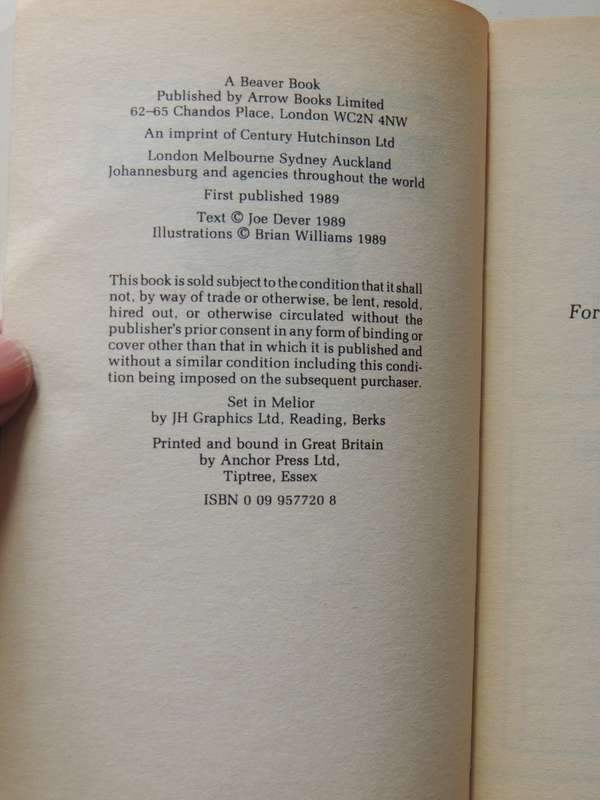 A Beaver Book
Published by Arrow Books Limited
62–65 Chandos Place, London WC2N 4NW
An imprint of Century Hutchinson Ltd
London Melbourne Sydney Auckland
Johannesburg and agencies throughout the world
First published 1989
Text © Joe Dever 1989
Illustrations © Brian Williams 1989
This book is sold subject to the condition that it shall
not, by way of trade or otherwise, be lent, resold,
hired out, or otherwise circulated without the
publisher's prior consent in any form of binding or
cover other than that in which it is published and
without a similar condition including this condi-
tion being imposed on the subsequent purchaser.
Set in Melior
by JH Graphics Ltd, Reading, Berks
Printed and bound in Great Britain
by Anchor Press Ltd,
Tiptree, Essex
ISBN 0 09 957720 8
For